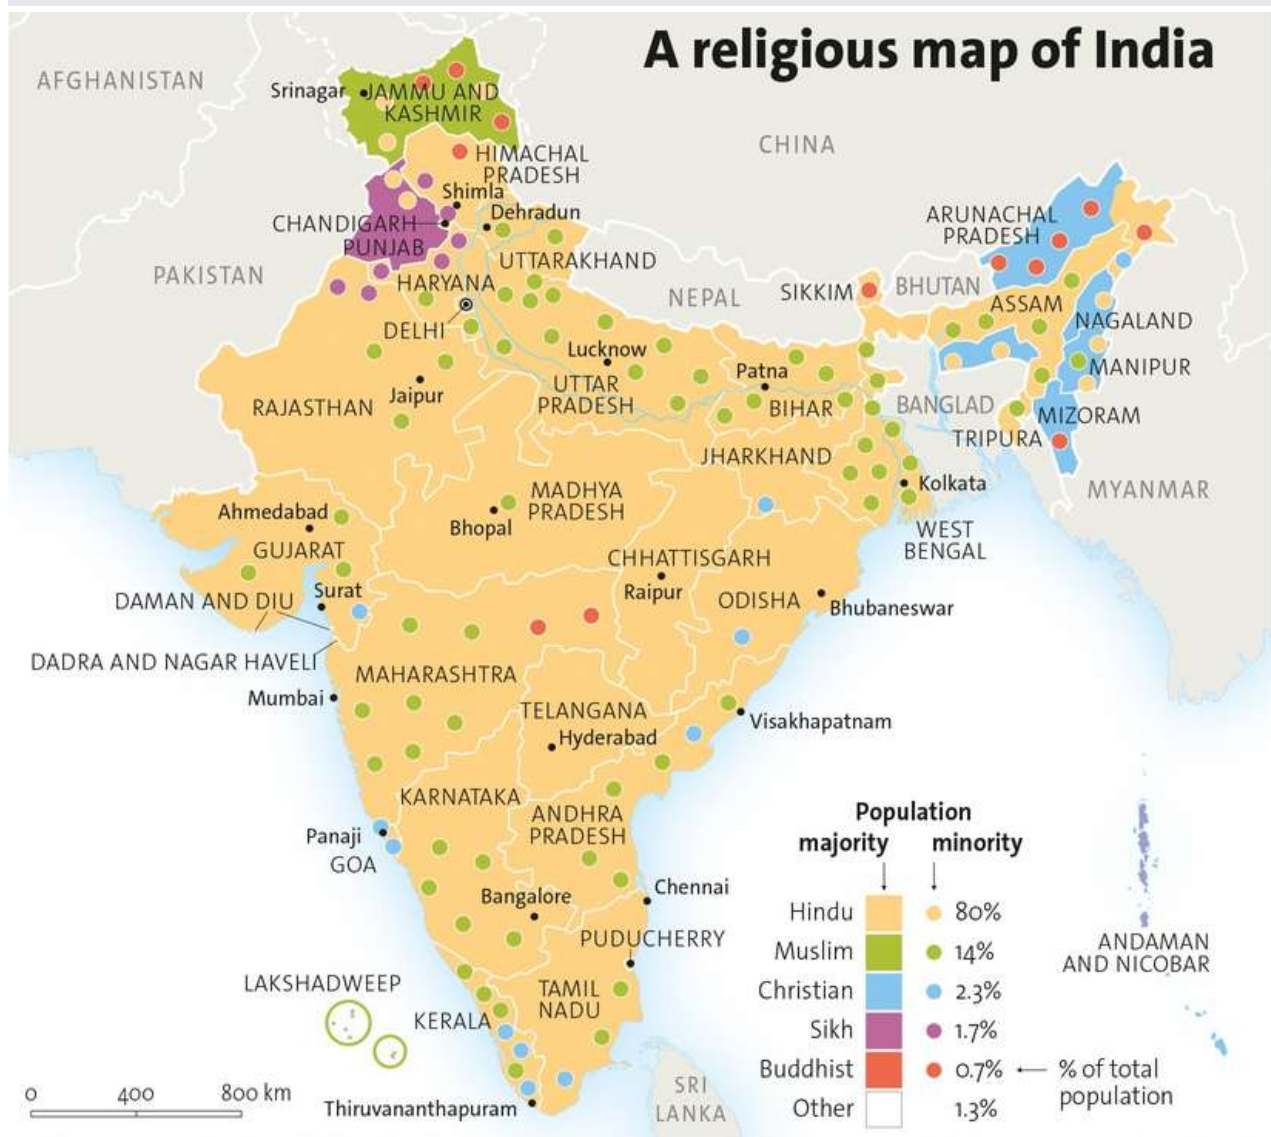 A religious map of India
AFGHANISTAN
Srinagar
JAMMU AND
KASHMIR
CHINA
HIMACHAL
PRADESH
Shimla
CHANDIGARH
Dehradun
PUNJAB
ARUNACHAL
PRADESH
PAKISTAN
UTTARAKHAND
HARYANA
NEPAL
SIKKIM
BHUTAN
ASSAM
DELHI
NAGALAND
Lucknow
Patna
MANIPUR
Jaipur
UTTAR
PRADESH
RAJASTHAN
BIHAR
BANGLAD
MIZORAM
TRIPURA
JHARKHAND
Kolkata
MYANMAR
MADHYA
PRADESH
Ahmedabad
Bhopal
WEST
BENGAL
GUJARAT
CHHATTISGARH
Surat
Raipur
DAMAN AND DIU
ODISHA
Bhubaneswar
DADRA AND NAGAR HAVELI
MAHARASHTRA
Mumbai
TELANGANA
Hyderabad
Visakhapatnam
KARNATAKA
ANDHRA
PRADESH
Panaji
GOA
Bangalore
Chennai
PUDUCHERRY
LAKSHADWEEP
TAMIL
NADU
KERALA
Thiruvananthapuram
SRI
LANKA
ANDAMAN
AND NICOBAR
0 400 800 km
Population
majority minority
Hindu 80%
Muslim 14%
Christian 2.3%
Sikh 1.7%
Buddhist 0.7% % of total
population
Other 1.3%